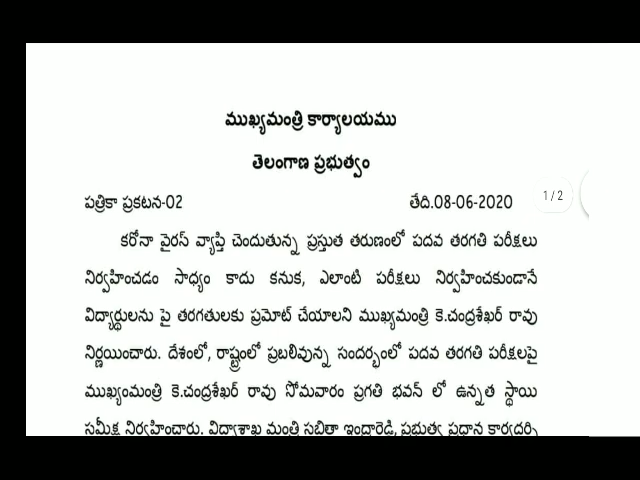 ముఖ్యమంత్రి కార్యాలయము
తెలంగాణ ప్రభుత్వం
పత్రికా ప్రకటన-02 తేది.08-06-2020
1/2
కరోనా వైరస్ వ్యాప్తి చెందుతున్న ప్రస్తుత తరుణంలో పదవ తరగతి పరీక్షలు
నిర్వహించడం సాధ్యం కాదు కనుక, ఎలాంటి పరీక్షలు నిర్వహించకుండానే
విద్యార్థులను పై తరగతులకు ప్రమోట్ చేయాలని ముఖ్యమంత్రి కె.చంద్రశేఖర్ రావు
నిర్ణయించారు. దేశంలో, రాష్ట్రంలో ప్రబలివున్న సందర్భంలో పదవ తరగతి పరీక్షలపై
ముఖ్యంమంత్రి కె.చంద్రశేఖర్ రావు సోమవారం ప్రగతి భవన్ లో ఉన్నత స్థాయి
సమీక్ష నిర్వహించారు. విద్యాశాఖ మంత్రి సబితా ఇంద్రారెడ్డి, ప్రభుత్వ ప్రధాన కార్యదర్శి